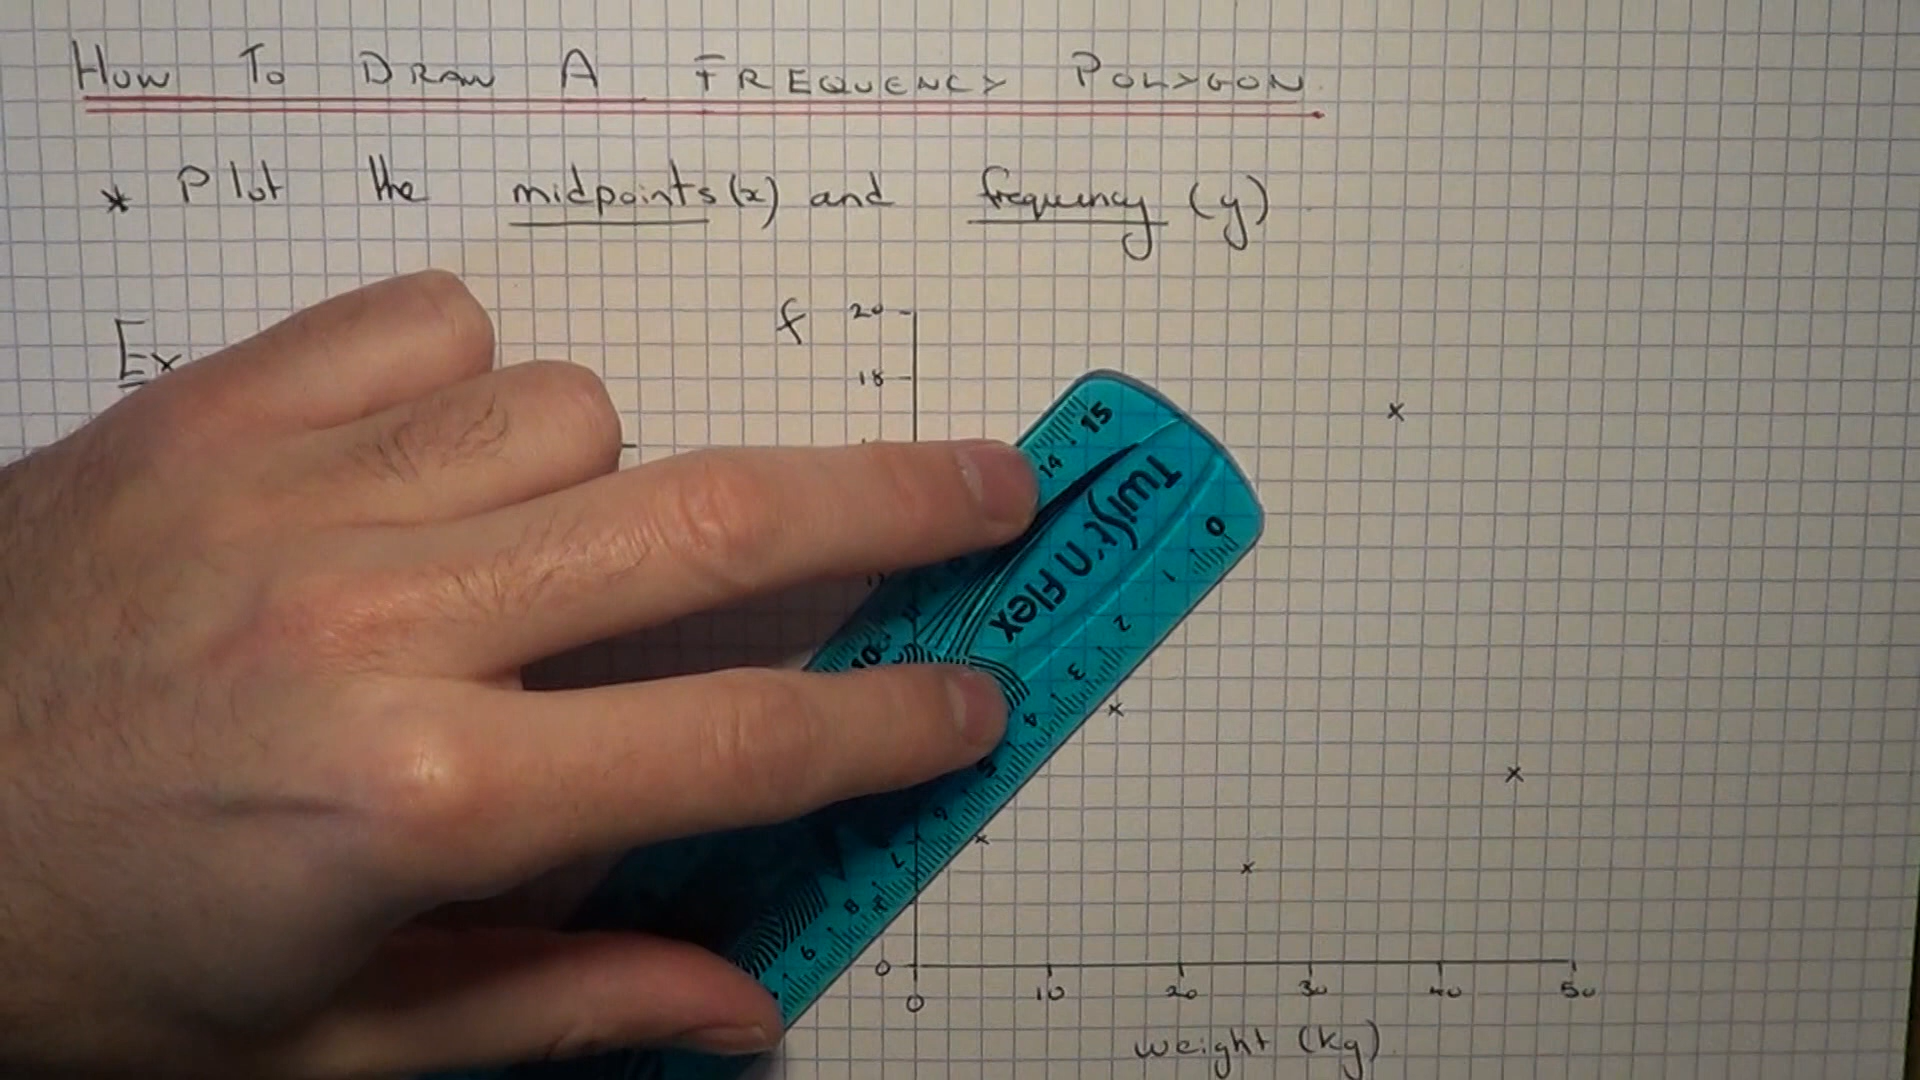 How To Draw A Frequency Polygon
* Plot the midpoints (x) and frequency (y)
Ex
f 20
18
15
14
Twist'n Flex
0
1
2
3
4
5
6
7
8
9
10
0
0 10 20 30 40 50
weight (kg)